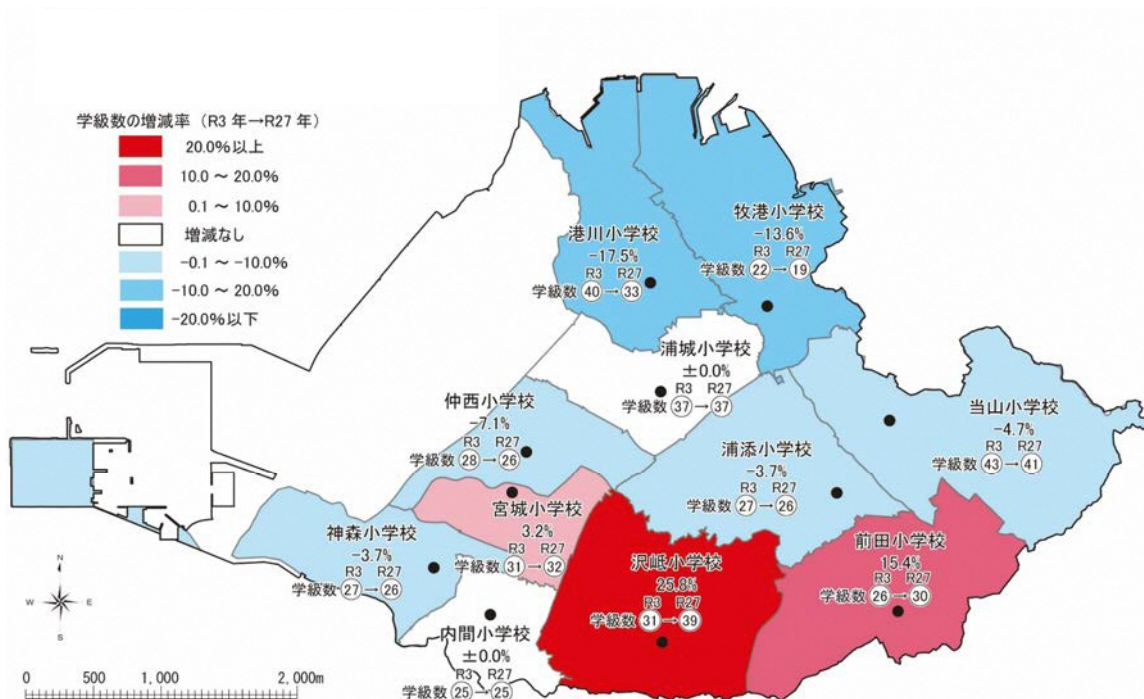 学級数の増減率（R3 年→R27 年）
20.0%以上
10.0 ～ 20.0%
0.1 ～ 10.0%
増減なし
-0.1 ～ -10.0%
-10.0 ～ 20.0%
-20.0%以下
牧港小学校
-13.6%
R3 R27
学級数 22→19
港川小学校
-17.5%
R3 R27
学級数 40→33
浦城小学校
±0.0%
R3 R27
学級数 37→37
仲西小学校
-7.1%
R3 R27
学級数 28→26
当山小学校
-4.7%
R3 R27
学級数 43→41
浦添小学校
-3.7%
R3 R27
学級数 27→26
宮城小学校
3.2%
R3 R27
学級数 31→32
神森小学校
-3.7%
R3 R27
学級数 27→26
前田小学校
15.4%
R3 R27
学級数 26→30
沢岻小学校
25.8%
R3 R27
学級数 31→39
内間小学校
±0.0%
R3 R27
学級数 25→25
N
W E
S
0 500 1,000 2,000m